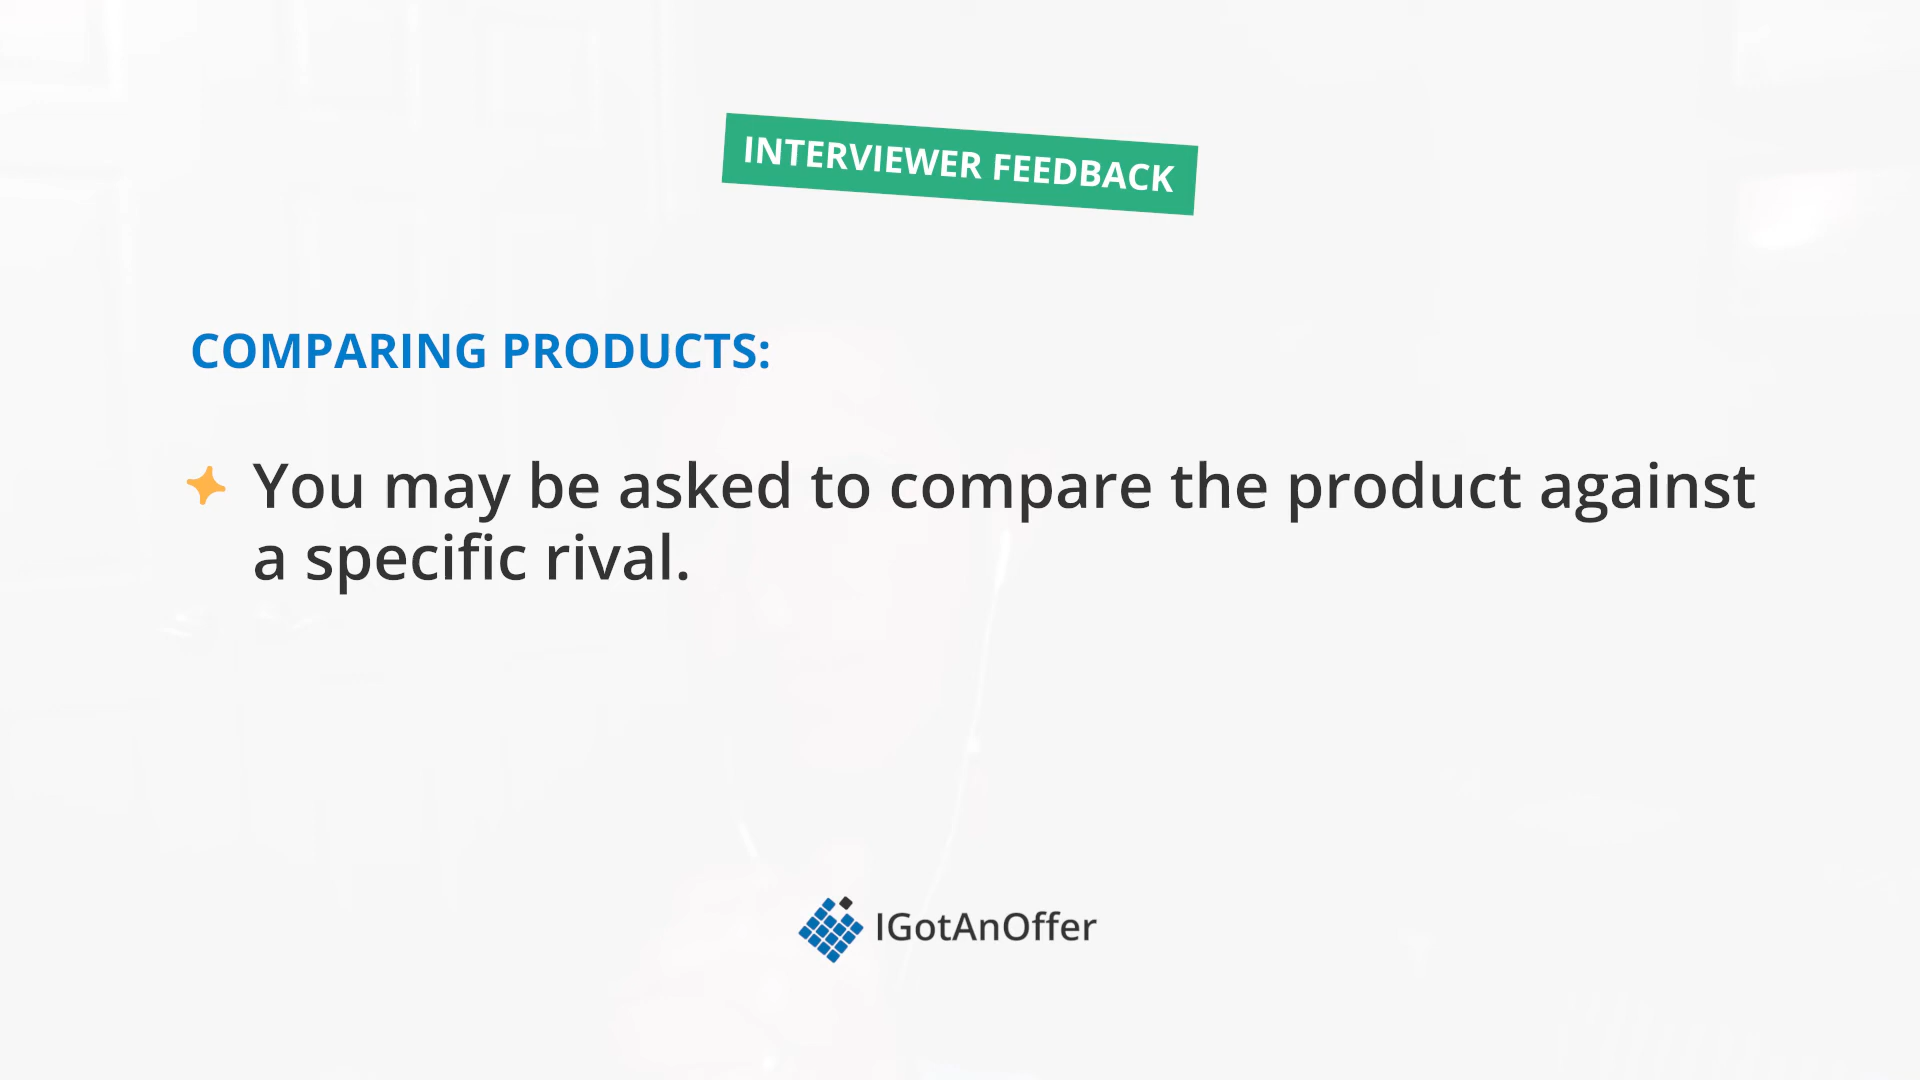 INTERVIEWER FEEDBACK
COMPARING PRODUCTS:
You may be asked to compare the product against
a specific rival.
IGotAnOffer